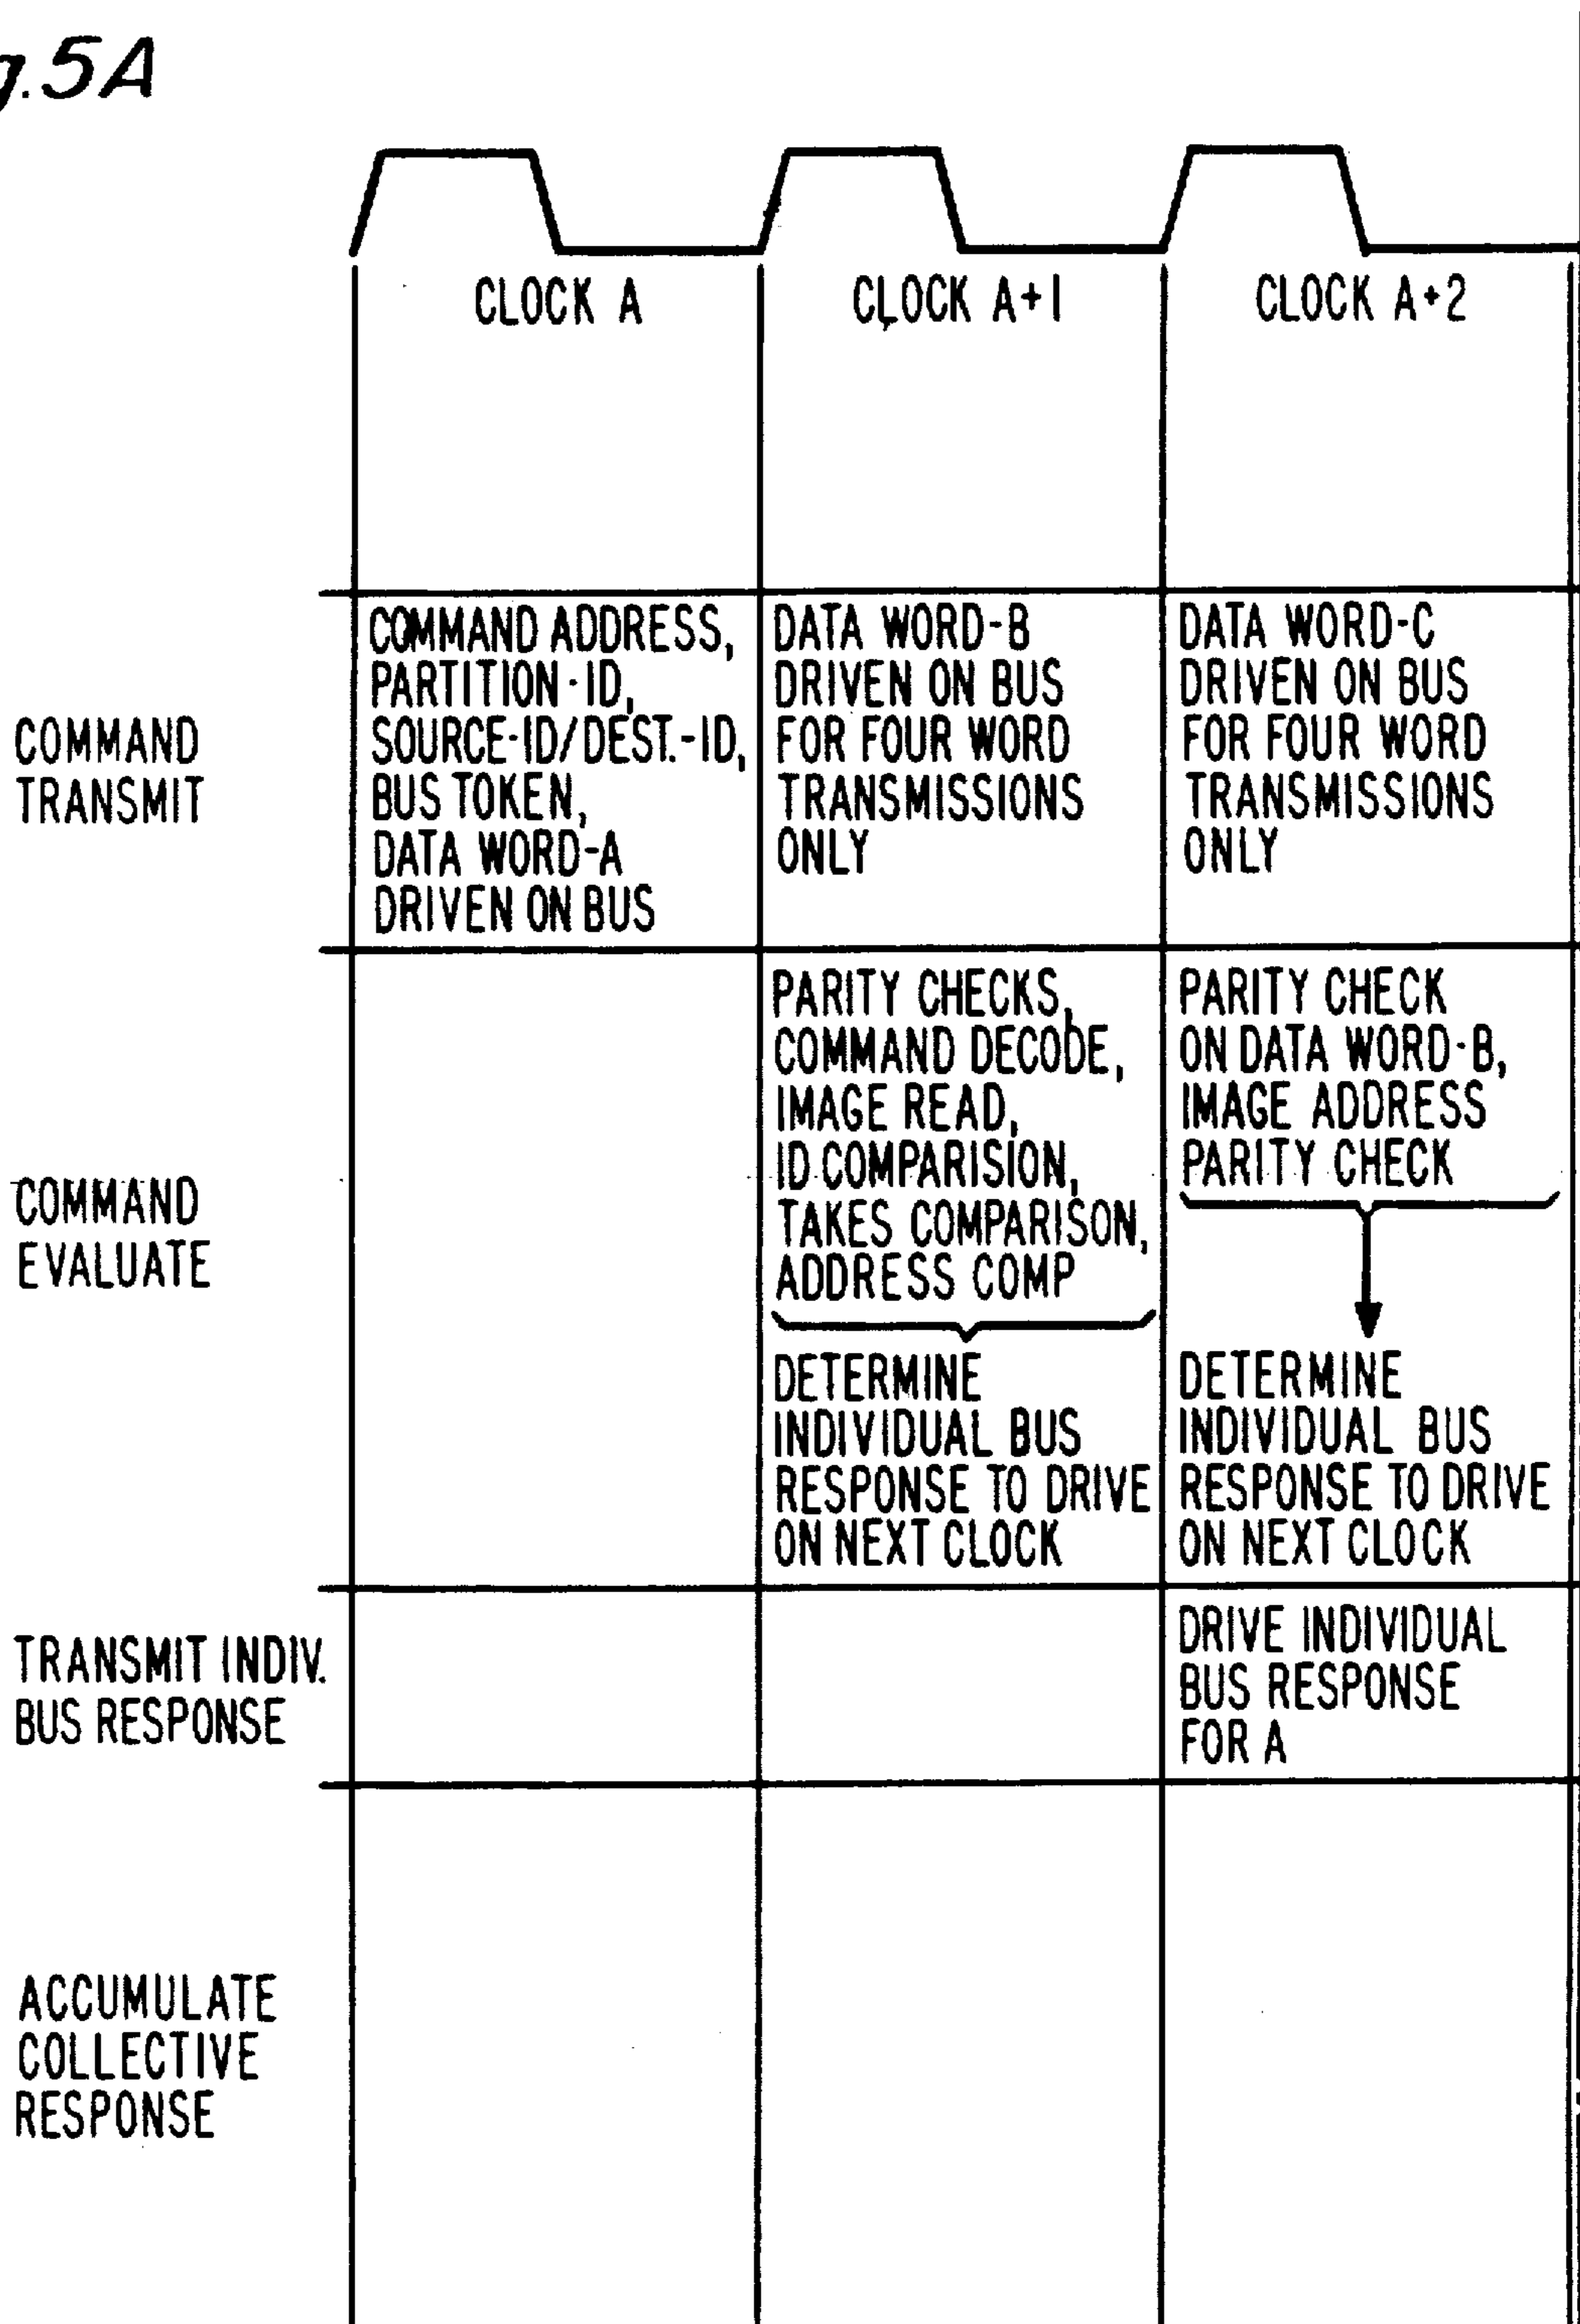 g.5A
CLOCK A
CLOCK A+1
CLOCK A+2
COMMAND
TRANSMIT
COMMAND ADDRESS,
PARTITION-ID,
SOURCE-ID/DEST.-ID,
BUS TOKEN,
DATA WORD-A
DRIVEN ON BUS
DATA WORD-B
DRIVEN ON BUS
FOR FOUR WORD
TRANSMISSIONS
ONLY
DATA WORD-C
DRIVEN ON BUS
FOR FOUR WORD
TRANSMISSIONS
ONLY
COMMAND
EVALUATE
PARITY CHECKS,
COMMAND DECODE,
IMAGE READ,
ID COMPARISION,
TAKES COMPARISON,
ADDRESS COMP
DETERMINE
INDIVIDUAL BUS
RESPONSE TO DRIVE
ON NEXT CLOCK
PARITY CHECK
ON DATA WORD-B,
IMAGE ADDRESS
PARITY CHECK
DETERMINE
INDIVIDUAL BUS
RESPONSE TO DRIVE
ON NEXT CLOCK
TRANSMIT INDIV.
BUS RESPONSE
DRIVE INDIVIDUAL
BUS RESPONSE
FOR A
ACCUMULATE
COLLECTIVE
RESPONSE